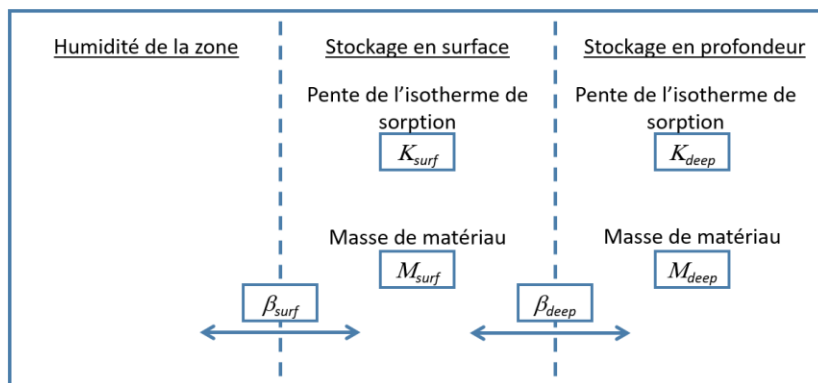 Humidité de la zone
Stockage en surface
Stockage en profondeur
Pente de l’isotherme de
sorption
K_surf
Pente de l’isotherme de
sorption
K_deep
Masse de matériau
M_surf
Masse de matériau
M_deep
β_surf
β_deep